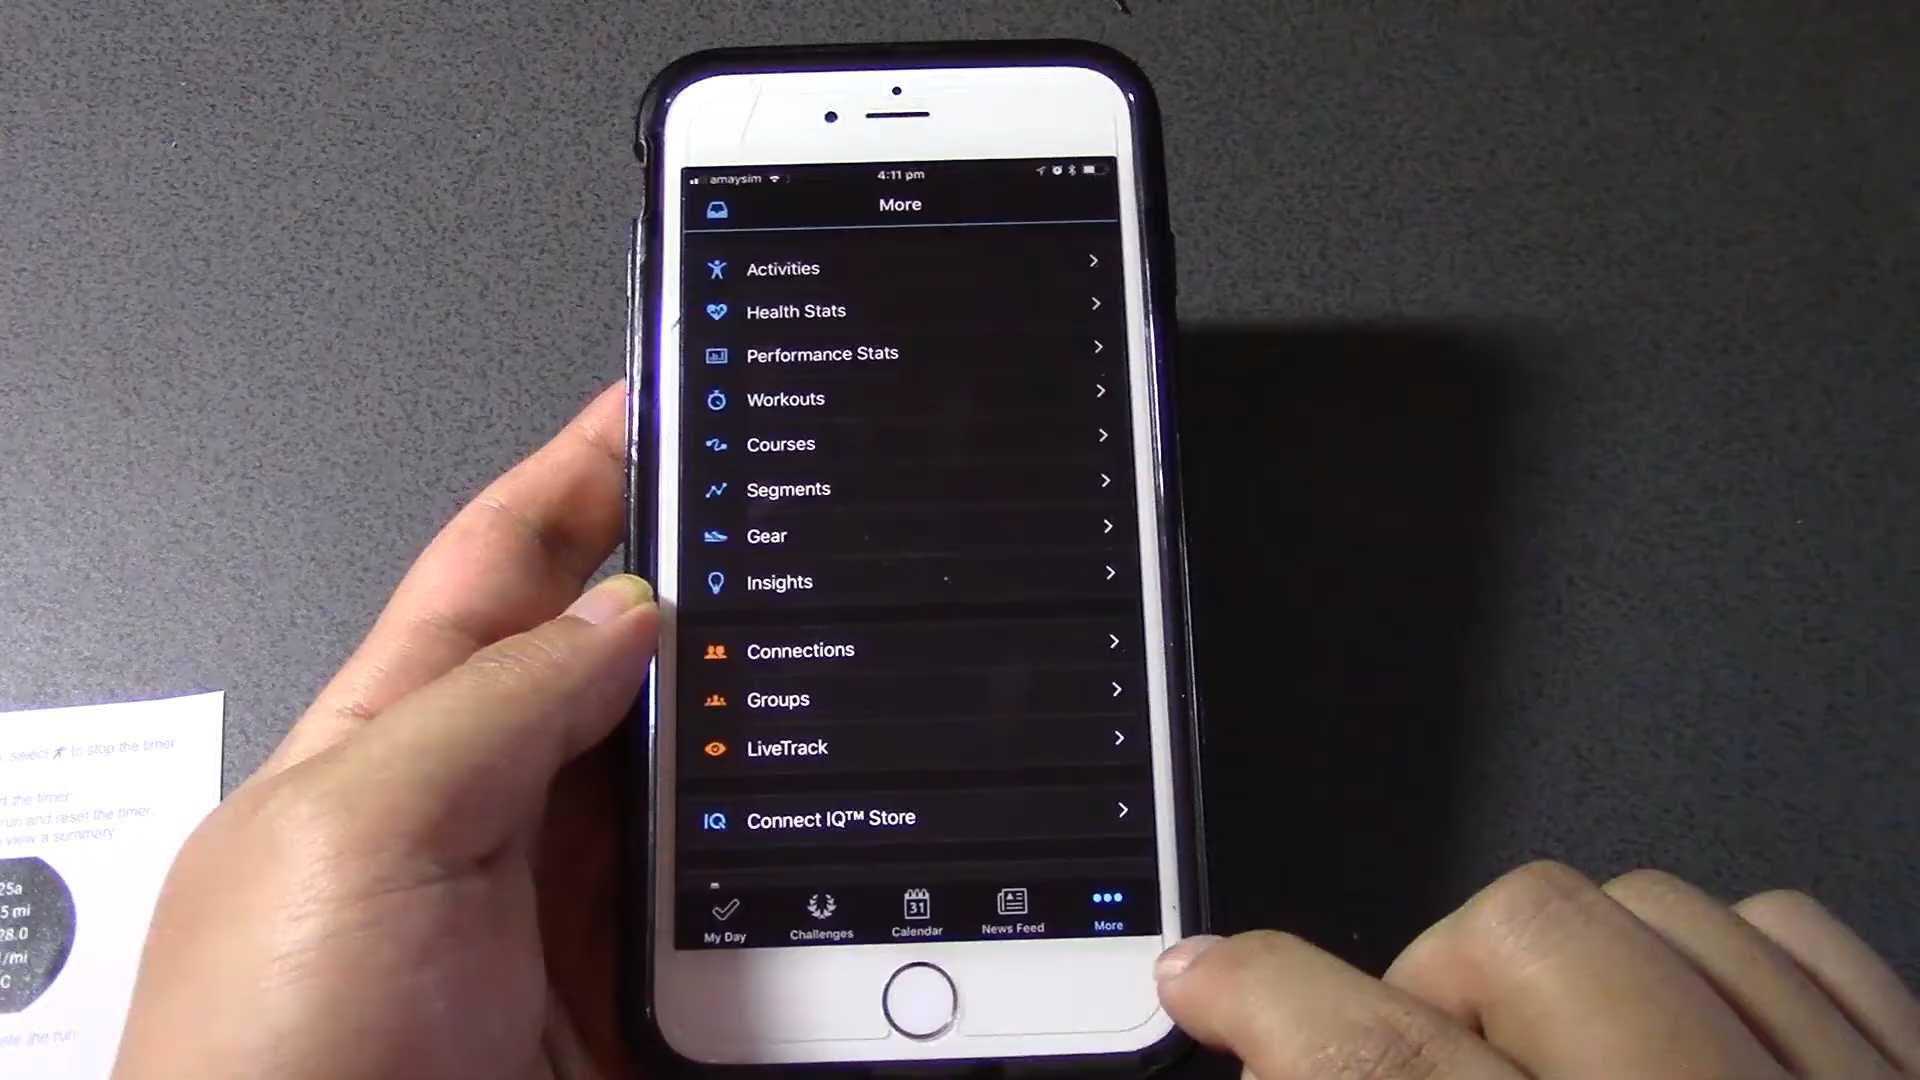 amaysim
4:11 pm
More
Activities
Health Stats
Performance Stats
Workouts
Courses
Segments
Gear
Insights
Connections
Groups
LiveTrack
IQ Connect IQ™ Store
31
My Day
Challenges
Calendar
News Feed
More
select to stop the timer
the timer
run and reset the timer.
view a summary
25a
5 mi
28.0
/mi
C
the run